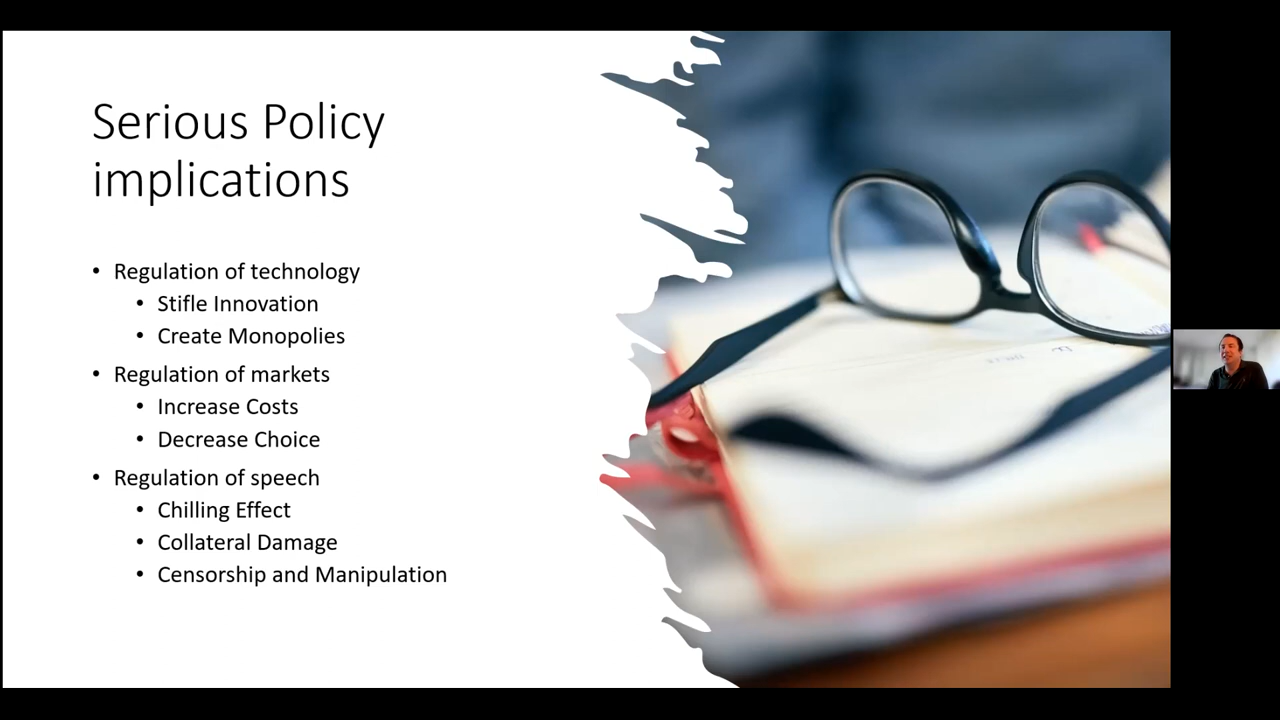 Serious Policy
implications
• Regulation of technology
• Stifle Innovation
• Create Monopolies
• Regulation of markets
• Increase Costs
• Decrease Choice
• Regulation of speech
• Chilling Effect
• Collateral Damage
• Censorship and Manipulation